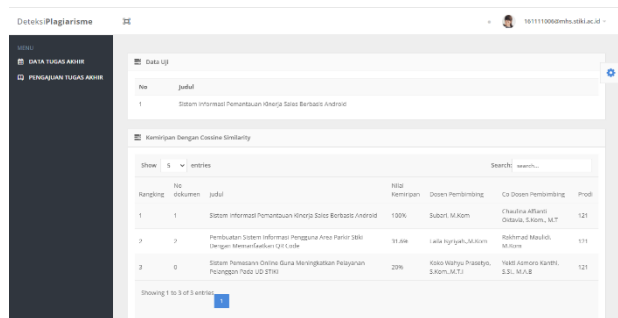 DeteksiPlagiarisme
161111006@mhs.stiki.ac.id
MENU
DATA TUGAS AKHIR
PENGAJUAN TUGAS AKHIR
Data Uji
No Judul
1 Sistem Informasi Pemantauan Kinerja Sales Berbasis Android
Kemiripan Dengan Cossine Similarity
Show 5 entries Search: search...
Rangking No dokumen Judul Nilai Kemiripan Dosen Pembimbing Co Dosen Pembimbing Prodi
1 1 Sistem Informasi Pemantauan Kinerja Sales Berbasis Android 100% Subari, M.Kom Chaulina Alfianti Oktavia, S.Kom., M.T 121
2 2 Pembuatan Sistem Informasi Pengguna Area Parkir Stiki Dengan Memanfaatkan QR Code Laila Isyriyah, M.Kom Rakhmad Maulidi, M.Kom 121
3 0 Sistem Pemesann Online Guna Meningkatkan Pelayanan Pelanggan Pada UD STIKI 20% Koko Wahyu Prasetyo, S.Kom, M.T.I Yekti Asmoro Kanthi, S.Si., M.A.B 121
Showing 1 to 3 of 3 entries
1